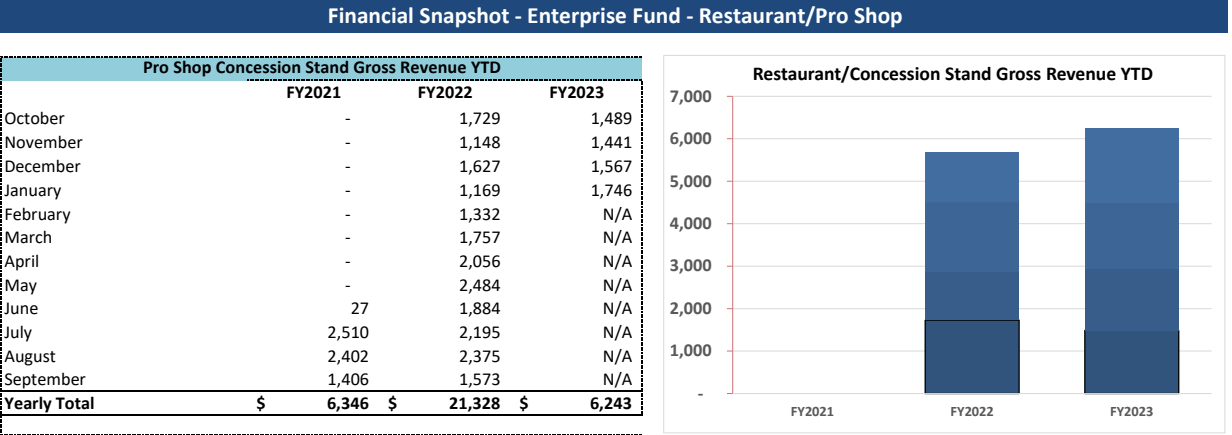 Financial Snapshot - Enterprise Fund - Restaurant/Pro Shop
Pro Shop Concession Stand Gross Revenue YTD
FY2021 FY2022 FY2023
October - 1,729 1,489
November - 1,148 1,441
December - 1,627 1,567
January - 1,169 1,746
February - 1,332 N/A
March - 1,757 N/A
April - 2,056 N/A
May - 2,484 N/A
June 27 1,884 N/A
July 2,510 2,195 N/A
August 2,402 2,375 N/A
September 1,406 1,573 N/A
Yearly Total $ 6,346 $ 21,328 $ 6,243
Restaurant/Concession Stand Gross Revenue YTD
7,000
6,000
5,000
4,000
3,000
2,000
1,000
-
FY2021 FY2022 FY2023